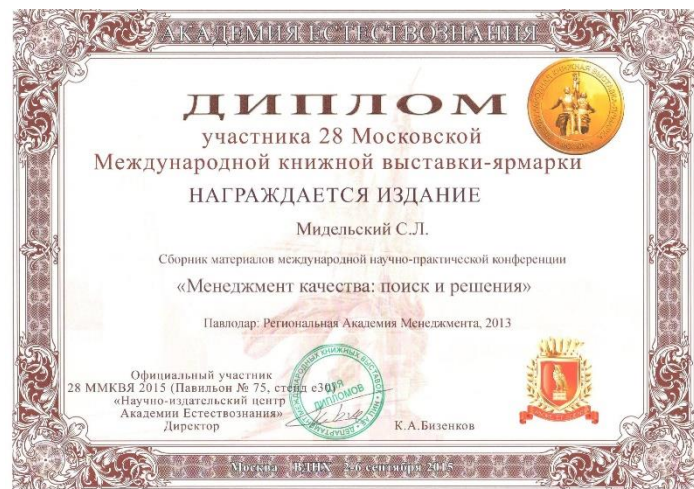 АКАДЕМИЯ ЕСТЕСТВОЗНАНИЯ
ДИПЛОМ
участника 28 Московской
Международной книжной выставки-ярмарки
НАГРАЖДАЕТСЯ ИЗДАНИЕ
Мидельский С.Л.
Сборник материалов международной научно-практической конференции
«Менеджмент качества: поиск и решения»
Павлодар: Региональная Академия Менеджмента, 2013
Официальный участник
28 ММКВЯ 2015 (Павильон № 75, стенд е30)
«Научно-издательский центр
Академии Естествознания»
Директор
К.А.Бизенков
ДЛЯ
ДИПЛОМОВ
Москва ВДНХ 2-6 сентября 2015